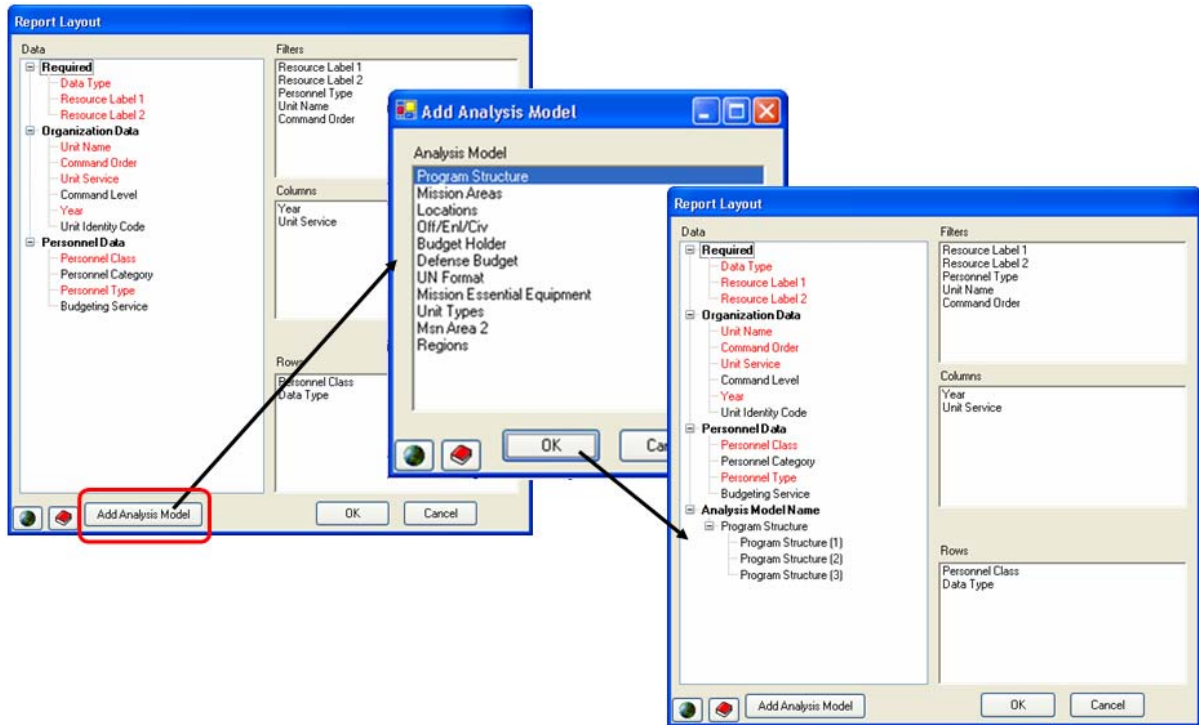 Report Layout
Data
Required
Data Type
Resource Label 1
Resource Label 2
Organization Data
Unit Name
Command Order
Unit Service
Command Level
Year
Unit Identity Code
Personnel Data
Personnel Class
Personnel Category
Personnel Type
Budgeting Service
Filters
Resource Label 1
Resource Label 2
Personnel Type
Unit Name
Command Order
Columns
Year
Unit Service
Rows
Personnel Class
Data Type
Add Analysis Model
OK
Cancel
Add Analysis Model
Analysis Model
Program Structure
Mission Areas
Locations
Off/Enl/Civ
Budget Holder
Defense Budget
UN Format
Mission Essential Equipment
Unit Types
Msn Area 2
Regions
OK
Report Layout
Data
Required
Data Type
Resource Label 1
Resource Label 2
Organization Data
Unit Name
Command Order
Unit Service
Command Level
Year
Unit Identity Code
Personnel Data
Personnel Class
Personnel Category
Personnel Type
Budgeting Service
Analysis Model Name
Program Structure
Program Structure (1)
Program Structure (2)
Program Structure (3)
Filters
Resource Label 1
Resource Label 2
Personnel Type
Unit Name
Command Order
Columns
Year
Unit Service
Rows
Personnel Class
Data Type
Add Analysis Model
OK
Cancel